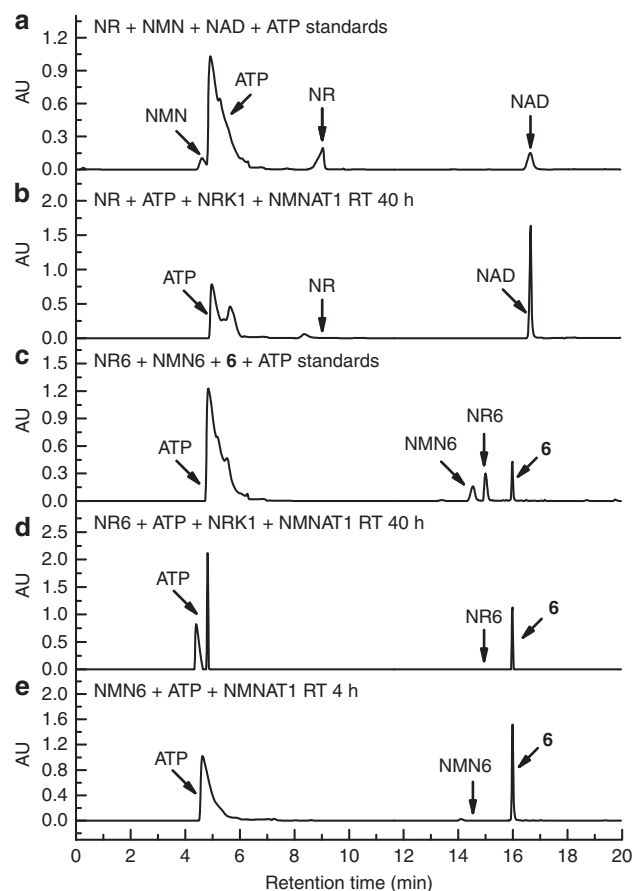 a
NR + NMN + NAD + ATP standards
1.2
0.9
0.6
0.3
0.0
AU
NMN
ATP
NR
NAD
b
NR + ATP + NRK1 + NMNAT1 RT 40 h
2.0
1.5
1.0
0.5
0.0
AU
ATP
NR
NAD
c
NR6 + NMN6 + 6 + ATP standards
1.5
1.2
0.9
0.6
0.3
0.0
AU
ATP
NMN6
NR6
6
d
NR6 + ATP + NRK1 + NMNAT1 RT 40 h
2.5
2.0
1.5
1.0
0.5
0.0
AU
ATP
NR6
6
e
NMN6 + ATP + NMNAT1 RT 4 h
2.0
1.6
1.2
0.8
0.4
0.0
AU
ATP
NMN6
6
0 2 4 6 8 10 12 14 16 18 20
Retention time (min)